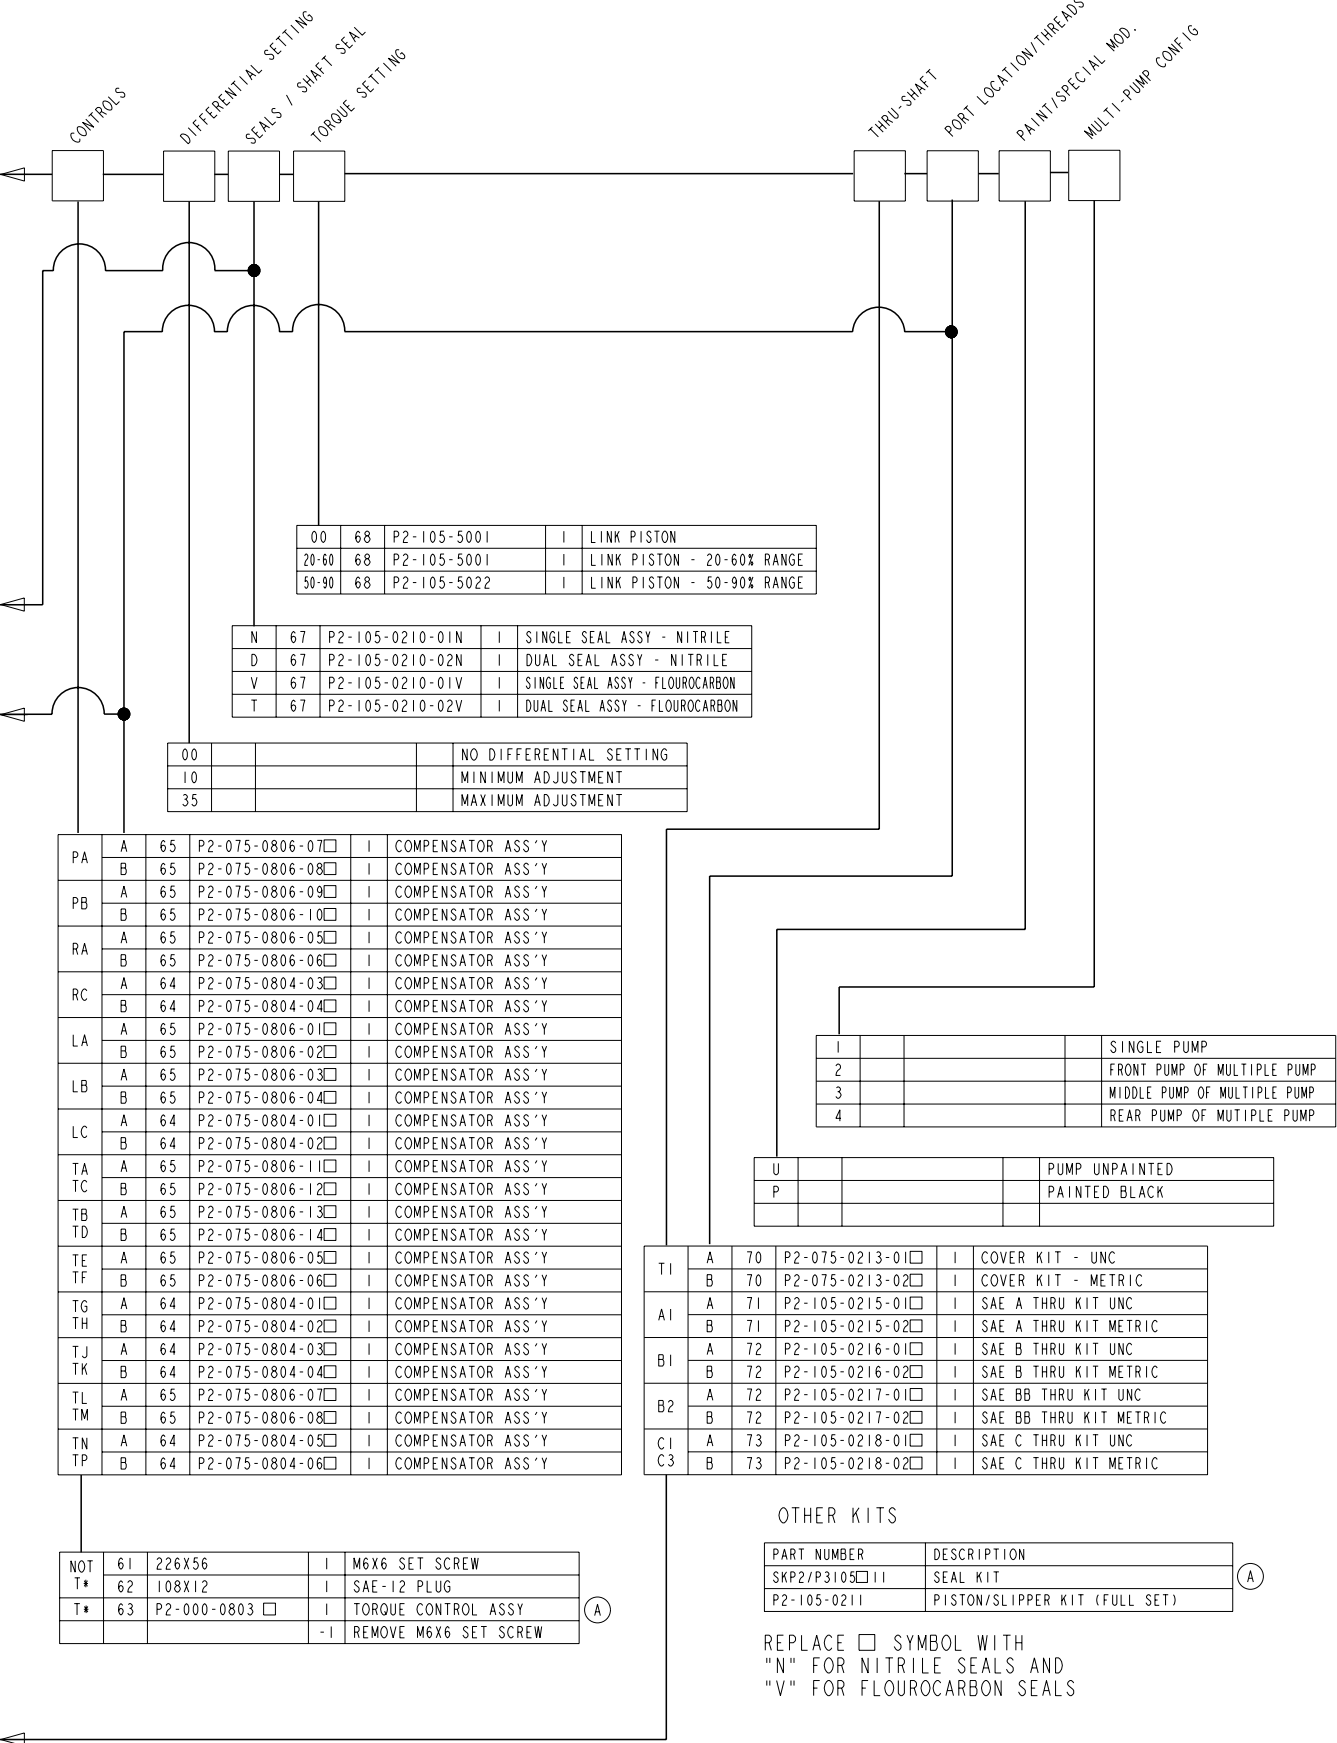 CONTROLS
DIFFERENTIAL SETTING
SEALS / SHAFT SEAL
TORQUE SETTING
THRU-SHAFT
PORT LOCATION/THREADS
PAINT/SPECIAL MOD.
MULTI-PUMP CONFIG
00 68 P2-105-5001 1 LINK PISTON
20-60 68 P2-105-5001 1 LINK PISTON - 20-60% RANGE
50-90 68 P2-105-5022 1 LINK PISTON - 50-90% RANGE
N 67 P2-105-0210-01N 1 SINGLE SEAL ASSY - NITRILE
D 67 P2-105-0210-02N 1 DUAL SEAL ASSY - NITRILE
V 67 P2-105-0210-01V 1 SINGLE SEAL ASSY - FLOUROCARBON
T 67 P2-105-0210-02V 1 DUAL SEAL ASSY - FLOUROCARBON
00 NO DIFFERENTIAL SETTING
10 MINIMUM ADJUSTMENT
35 MAXIMUM ADJUSTMENT
PA A 65 P2-075-0806-07□ 1 COMPENSATOR ASS'Y
B 65 P2-075-0806-08□ 1 COMPENSATOR ASS'Y
PB A 65 P2-075-0806-09□ 1 COMPENSATOR ASS'Y
B 65 P2-075-0806-10□ 1 COMPENSATOR ASS'Y
RA A 65 P2-075-0806-05□ 1 COMPENSATOR ASS'Y
B 65 P2-075-0806-06□ 1 COMPENSATOR ASS'Y
RC A 64 P2-075-0804-03□ 1 COMPENSATOR ASS'Y
B 64 P2-075-0804-04□ 1 COMPENSATOR ASS'Y
LA A 65 P2-075-0806-01□ 1 COMPENSATOR ASS'Y
B 65 P2-075-0806-02□ 1 COMPENSATOR ASS'Y
LB A 65 P2-075-0806-03□ 1 COMPENSATOR ASS'Y
B 65 P2-075-0806-04□ 1 COMPENSATOR ASS'Y
LC A 64 P2-075-0804-01□ 1 COMPENSATOR ASS'Y
B 64 P2-075-0804-02□ 1 COMPENSATOR ASS'Y
TA A 65 P2-075-0806-11□ 1 COMPENSATOR ASS'Y
TC B 65 P2-075-0806-12□ 1 COMPENSATOR ASS'Y
TB A 65 P2-075-0806-13□ 1 COMPENSATOR ASS'Y
TD B 65 P2-075-0806-14□ 1 COMPENSATOR ASS'Y
TE A 65 P2-075-0806-05□ 1 COMPENSATOR ASS'Y
TF B 65 P2-075-0806-06□ 1 COMPENSATOR ASS'Y
TG A 64 P2-075-0804-01□ 1 COMPENSATOR ASS'Y
TH B 64 P2-075-0804-02□ 1 COMPENSATOR ASS'Y
TJ A 64 P2-075-0804-03□ 1 COMPENSATOR ASS'Y
TK B 64 P2-075-0804-04□ 1 COMPENSATOR ASS'Y
TL A 65 P2-075-0806-07□ 1 COMPENSATOR ASS'Y
TM B 65 P2-075-0806-08□ 1 COMPENSATOR ASS'Y
TN A 64 P2-075-0804-05□ 1 COMPENSATOR ASS'Y
TP B 64 P2-075-0804-06□ 1 COMPENSATOR ASS'Y
1 SINGLE PUMP
2 FRONT PUMP OF MULTIPLE PUMP
3 MIDDLE PUMP OF MULTIPLE PUMP
4 REAR PUMP OF MUTIPLE PUMP
U PUMP UNPAINTED
P PAINTED BLACK
T1 A 70 P2-075-0213-01□ 1 COVER KIT - UNC
B 70 P2-075-0213-02□ 1 COVER KIT - METRIC
A1 A 71 P2-105-0215-01□ 1 SAE A THRU KIT UNC
B 71 P2-105-0215-02□ 1 SAE A THRU KIT METRIC
B1 A 72 P2-105-0216-01□ 1 SAE B THRU KIT UNC
B 72 P2-105-0216-02□ 1 SAE B THRU KIT METRIC
B2 A 72 P2-105-0217-01□ 1 SAE BB THRU KIT UNC
B 72 P2-105-0217-02□ 1 SAE BB THRU KIT METRIC
C1 A 73 P2-105-0218-01□ 1 SAE C THRU KIT UNC
C3 B 73 P2-105-0218-02□ 1 SAE C THRU KIT METRIC
NOT 61 226X56 1 M6X6 SET SCREW
T* 62 108X12 1 SAE-12 PLUG
T* 63 P2-000-0803 □ 1 TORQUE CONTROL ASSY A
-1 REMOVE M6X6 SET SCREW
OTHER KITS
PART NUMBER DESCRIPTION
SKP2/P3105□11 SEAL KIT A
P2-105-0211 PISTON/SLIPPER KIT (FULL SET)
REPLACE □ SYMBOL WITH
"N" FOR NITRILE SEALS AND
"V" FOR FLOUROCARBON SEALS